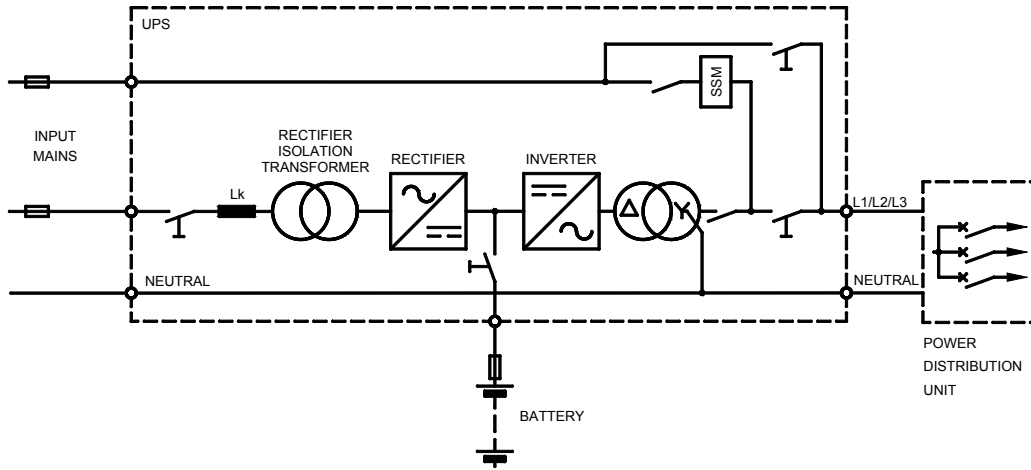 UPS
SSM
INPUT
MAINS
RECTIFIER
ISOLATION
TRANSFORMER
RECTIFIER
INVERTER
Lk
Δ
Y
L1/L2/L3
NEUTRAL
NEUTRAL
POWER
DISTRIBUTION
UNIT
BATTERY